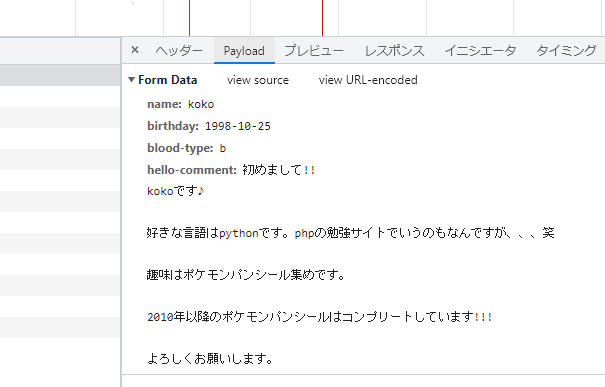 × ヘッダー Payload プレビュー レスポンス イニシエータ タイミング
▼Form Data view source view URL-encoded
name: koko
birthday: 1998-10-25
blood-type: b
hello-comment: 初めまして!!
kokoです♪
好きな言語はpythonです。phpの勉強サイトでいうのもなんですが、、、笑
趣味はポケモンパンシール集めです。
2010年以降のポケモンパンシールはコンプリートしています!!!
よろしくお願いします。